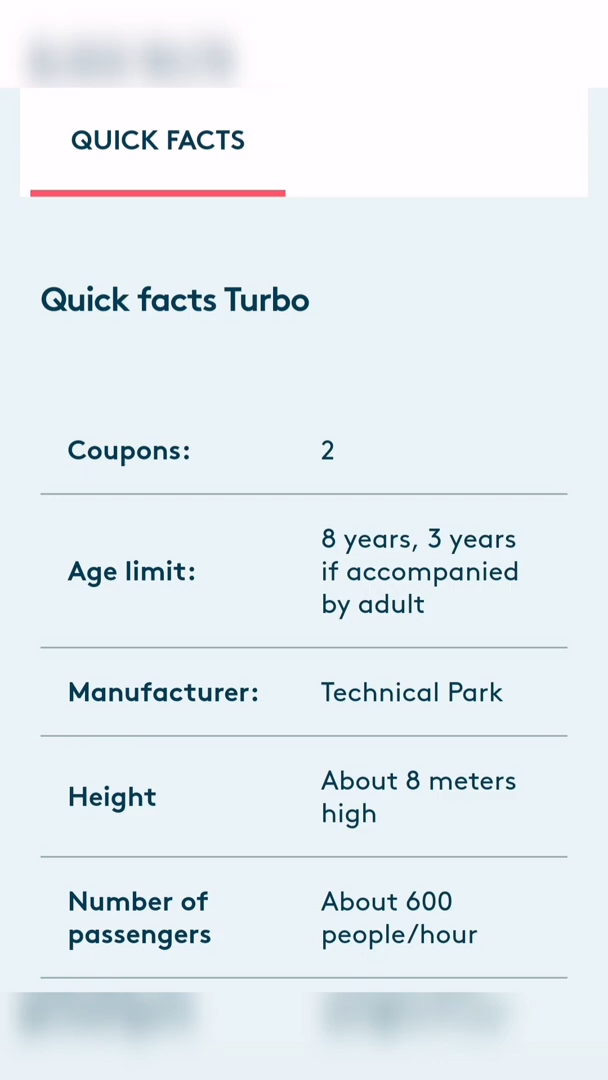 QUICK FACTS
Quick facts Turbo
Coupons: 2
Age limit: 8 years, 3 years
if accompanied
by adult
Manufacturer: Technical Park
Height About 8 meters
high
Number of About 600
passengers people/hour